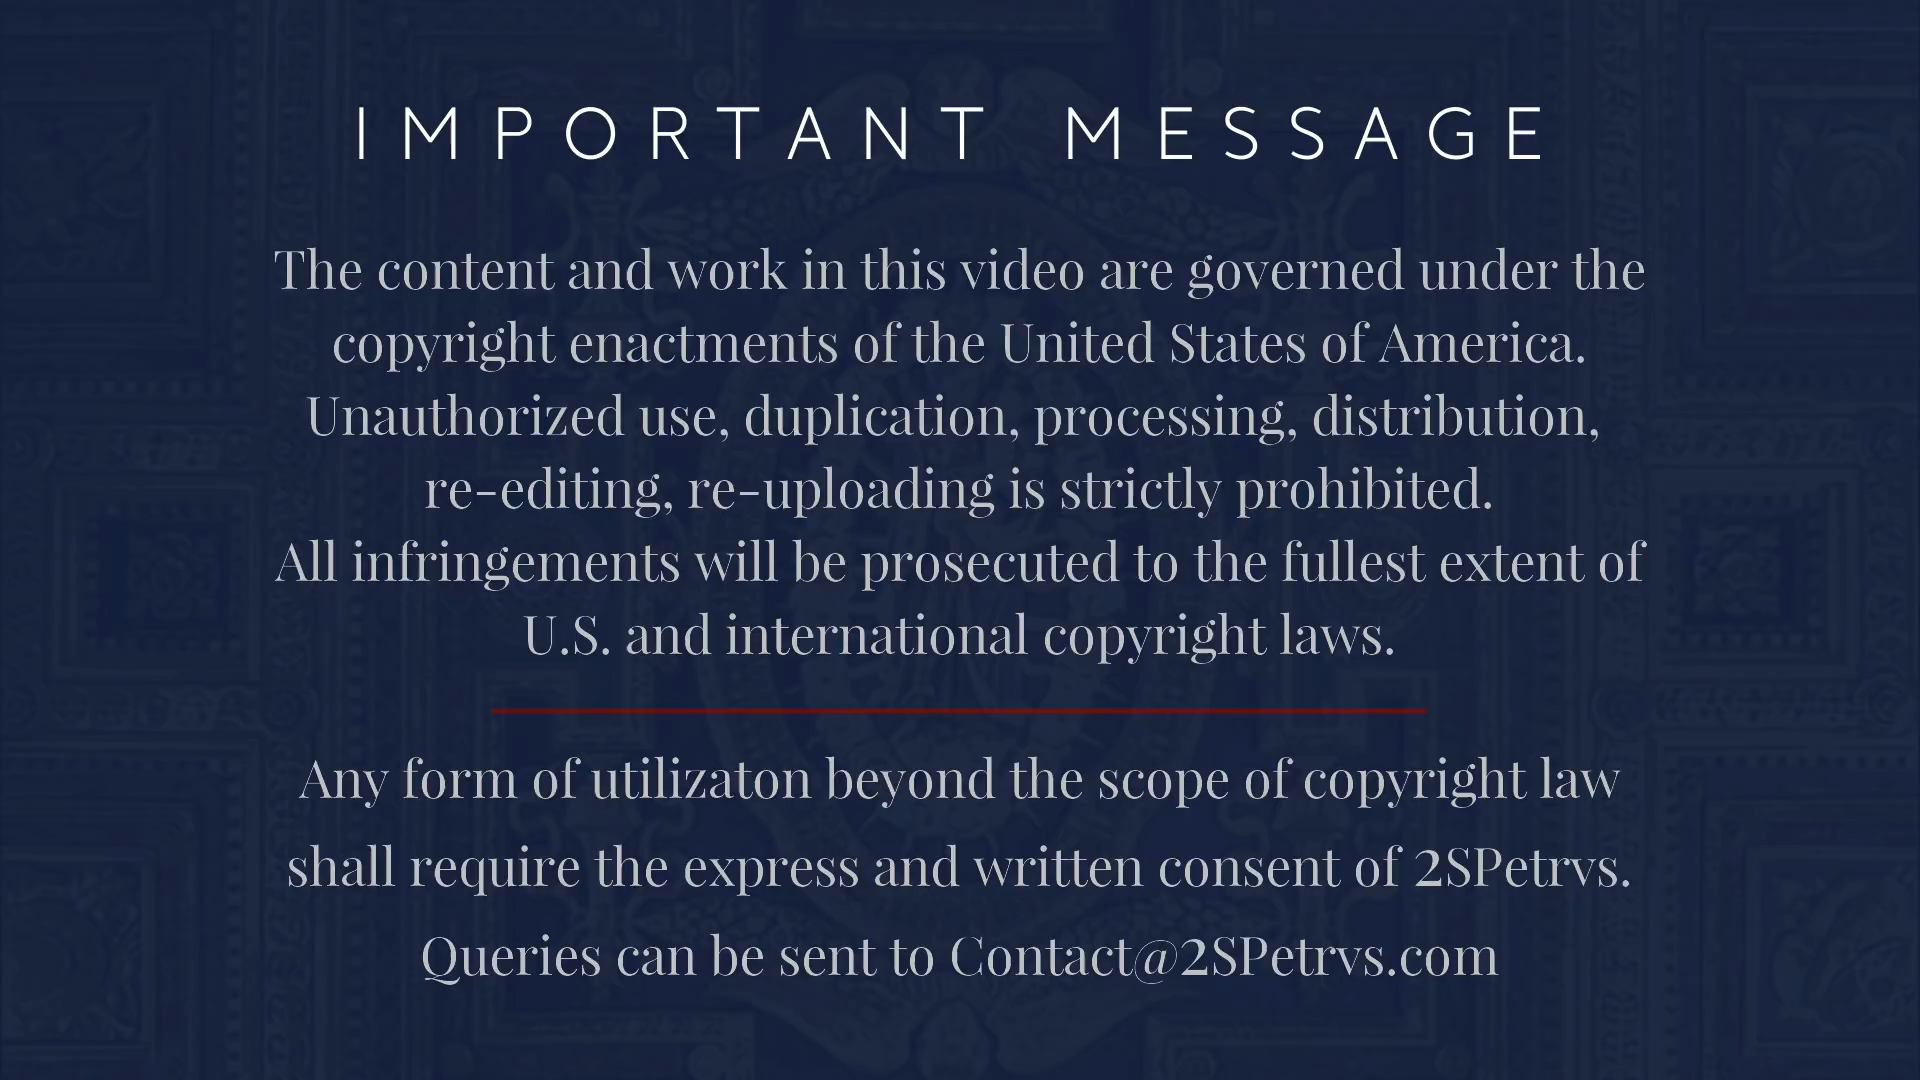 IMPORTANT MESSAGE
The content and work in this video are governed under the
copyright enactments of the United States of America.
Unauthorized use, duplication, processing, distribution,
re-editing, re-uploading is strictly prohibited.
All infringements will be prosecuted to the fullest extent of
U.S. and international copyright laws.
Any form of utilizaton beyond the scope of copyright law
shall require the express and written consent of 2SPetrvs.
Queries can be sent to Contact@2SPetrvs.com